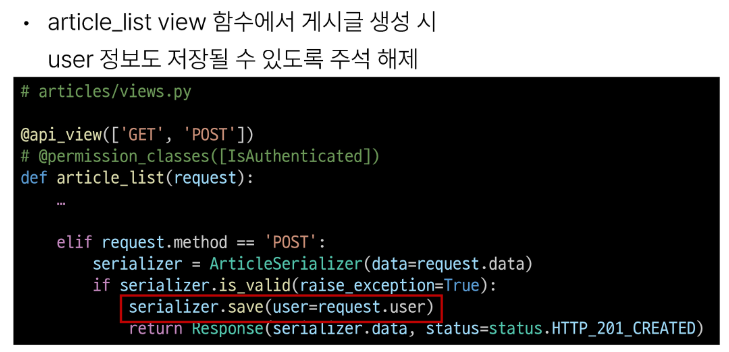 • article_list view 함수에서 게시글 생성 시
user 정보도 저장될 수 있도록 주석 해제
# articles/views.py
@api_view(['GET', 'POST'])
# @permission_classes([IsAuthenticated])
def article_list(request):
…
elif request.method == 'POST':
serializer = ArticleSerializer(data=request.data)
if serializer.is_valid(raise_exception=True):
serializer.save(user=request.user)
return Response(serializer.data, status=status.HTTP_201_CREATED)